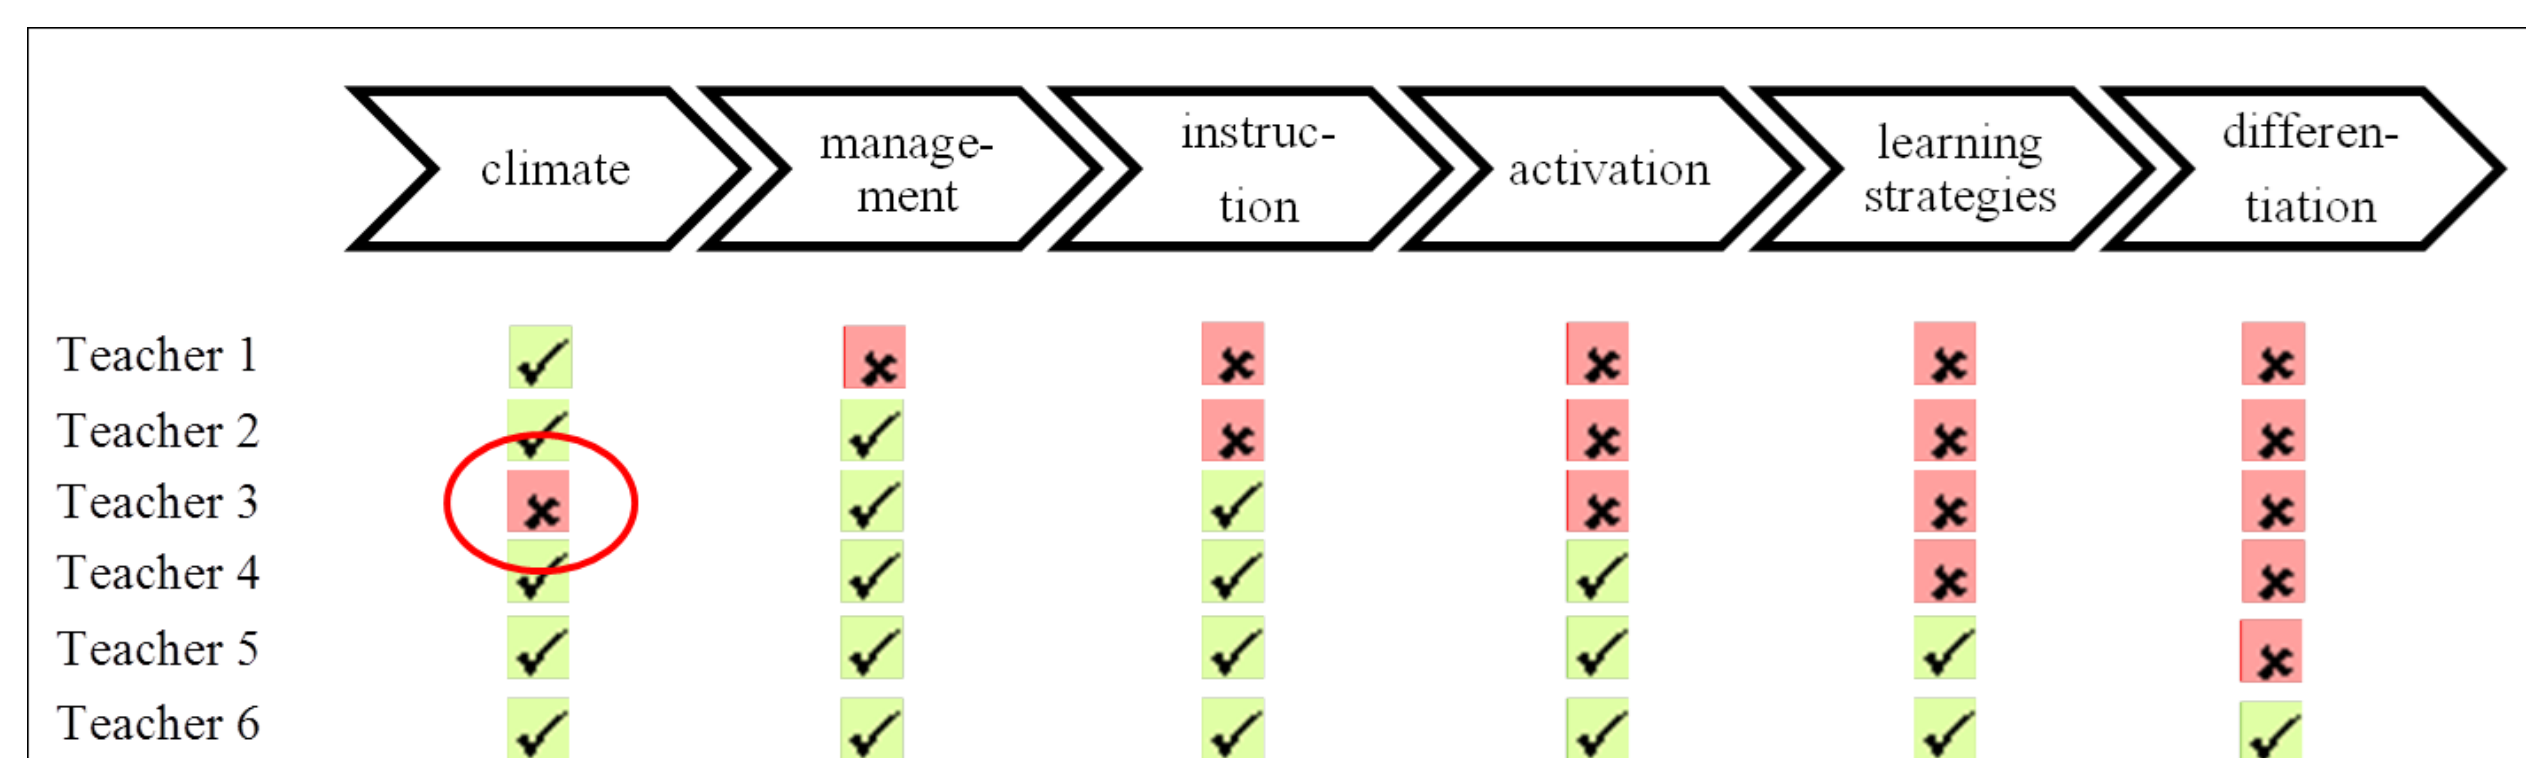 climate
manage-
ment
instruc-
tion
activation
learning
strategies
differen-
tiation
Teacher 1
Teacher 2
Teacher 3
Teacher 4
Teacher 5
Teacher 6